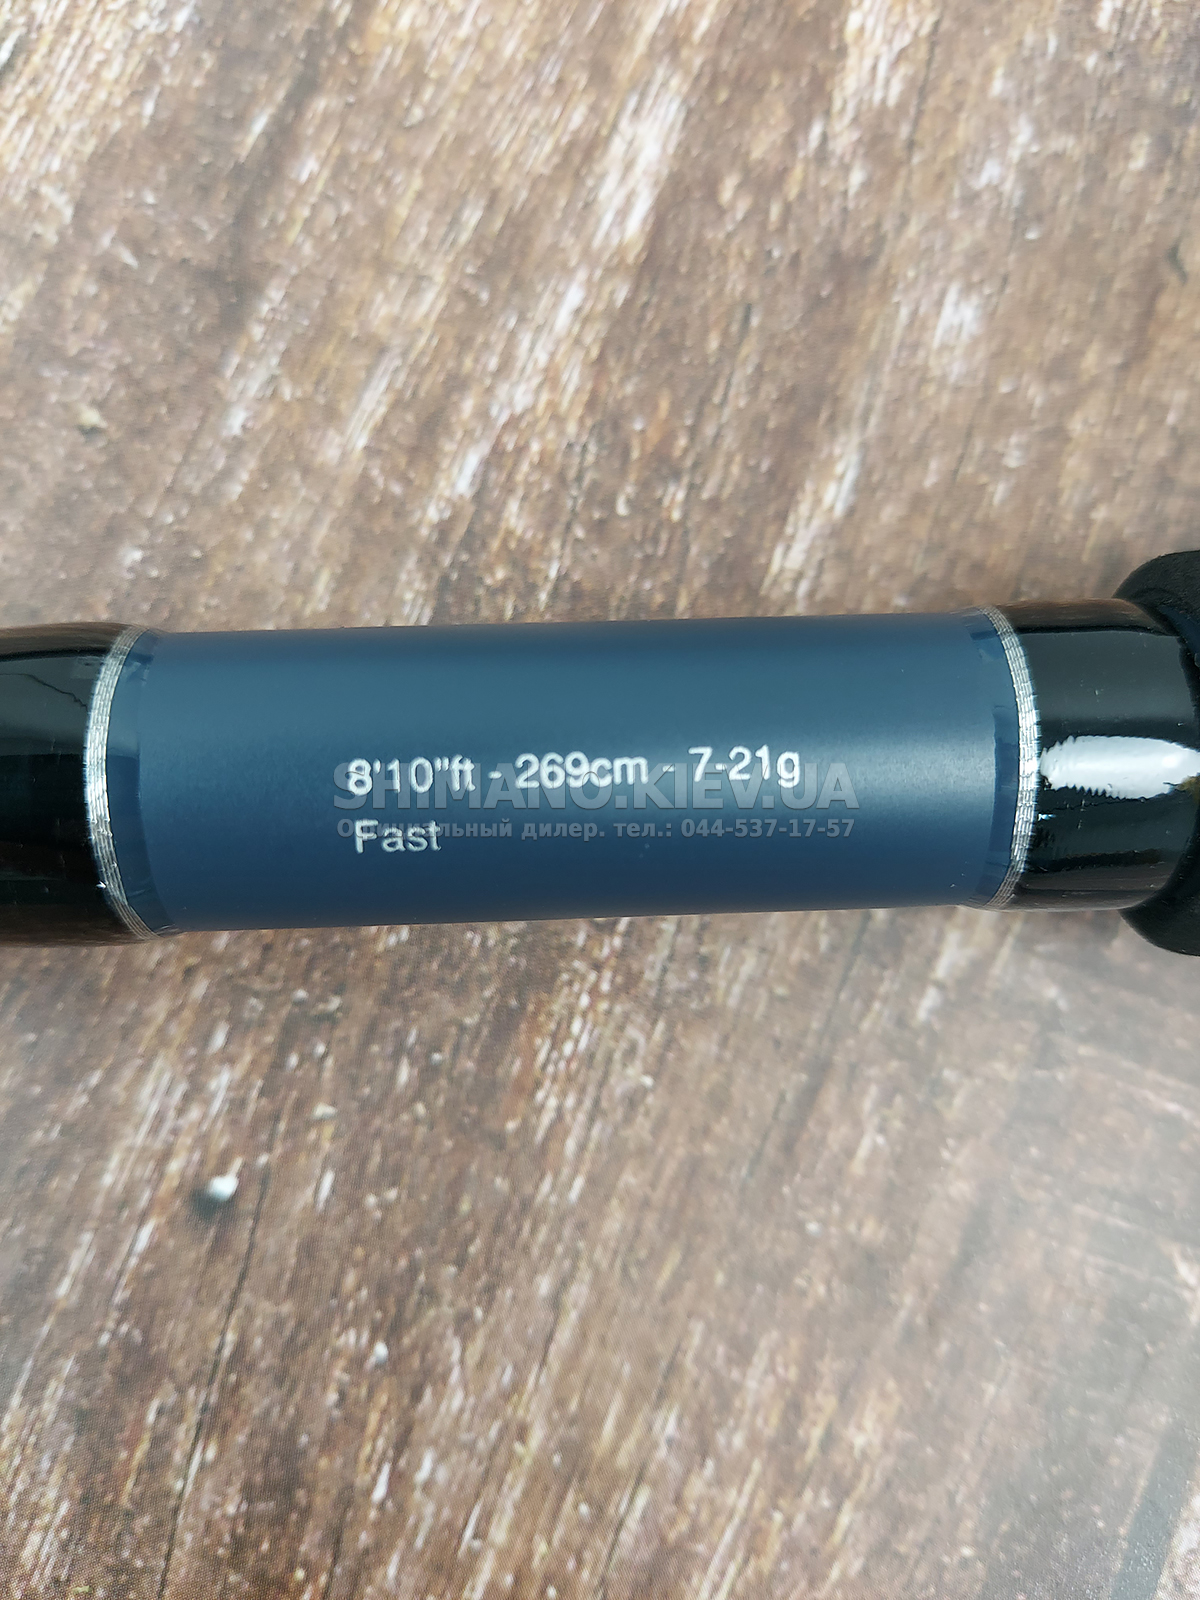 8'10"ft - 269cm - 7-21g
SHIMANO.KIEV.UA
Официальный дилер. тел.: 044-537-17-57
Fast